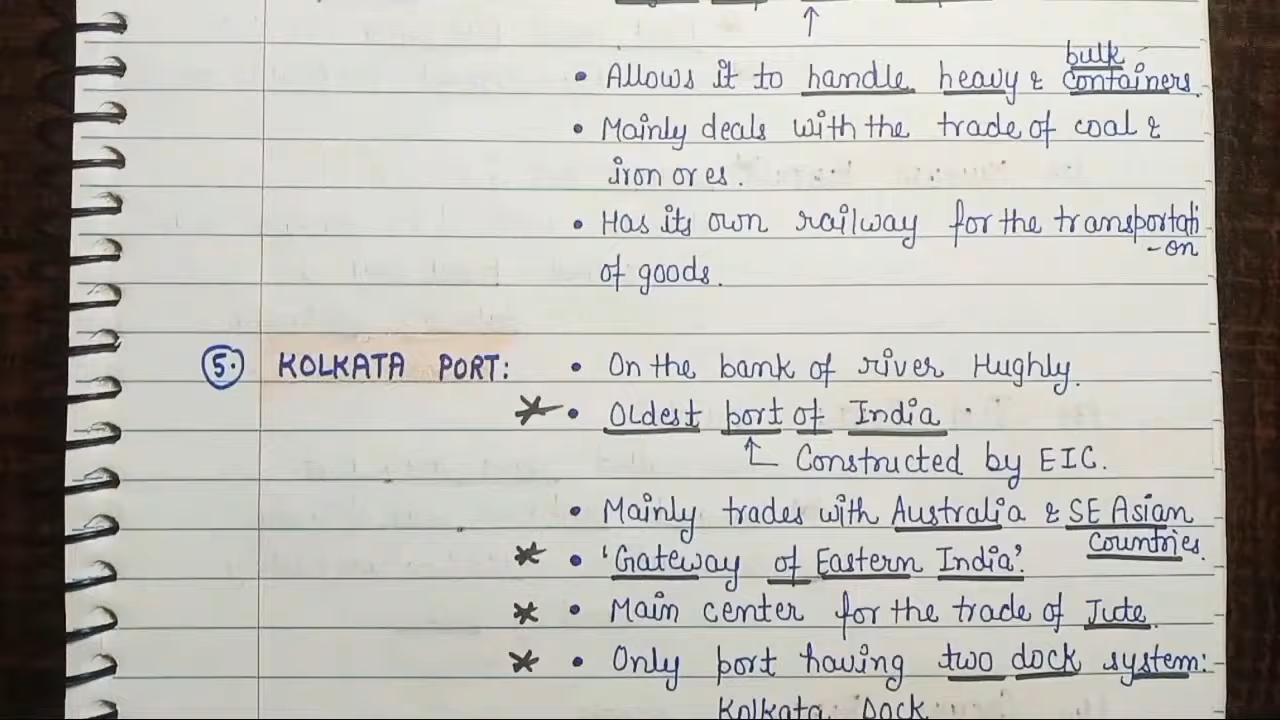 bulk
• Allows it to handle heavy & containers.
• Mainly deals with the trade of coal &
iron ores.
• Has its own railway for the transportati
-on
of goods.
5. KOLKATA PORT: • On the bank of river Hughly.
* • Oldest port of India.
Constructed by EIC.
• Mainly trades with Australia & SE Asian
Countries.
* • 'Gateway of Eastern India'.
* • Main center for the trade of Jute.
* • Only port having two dock system:
Kolkata Dock